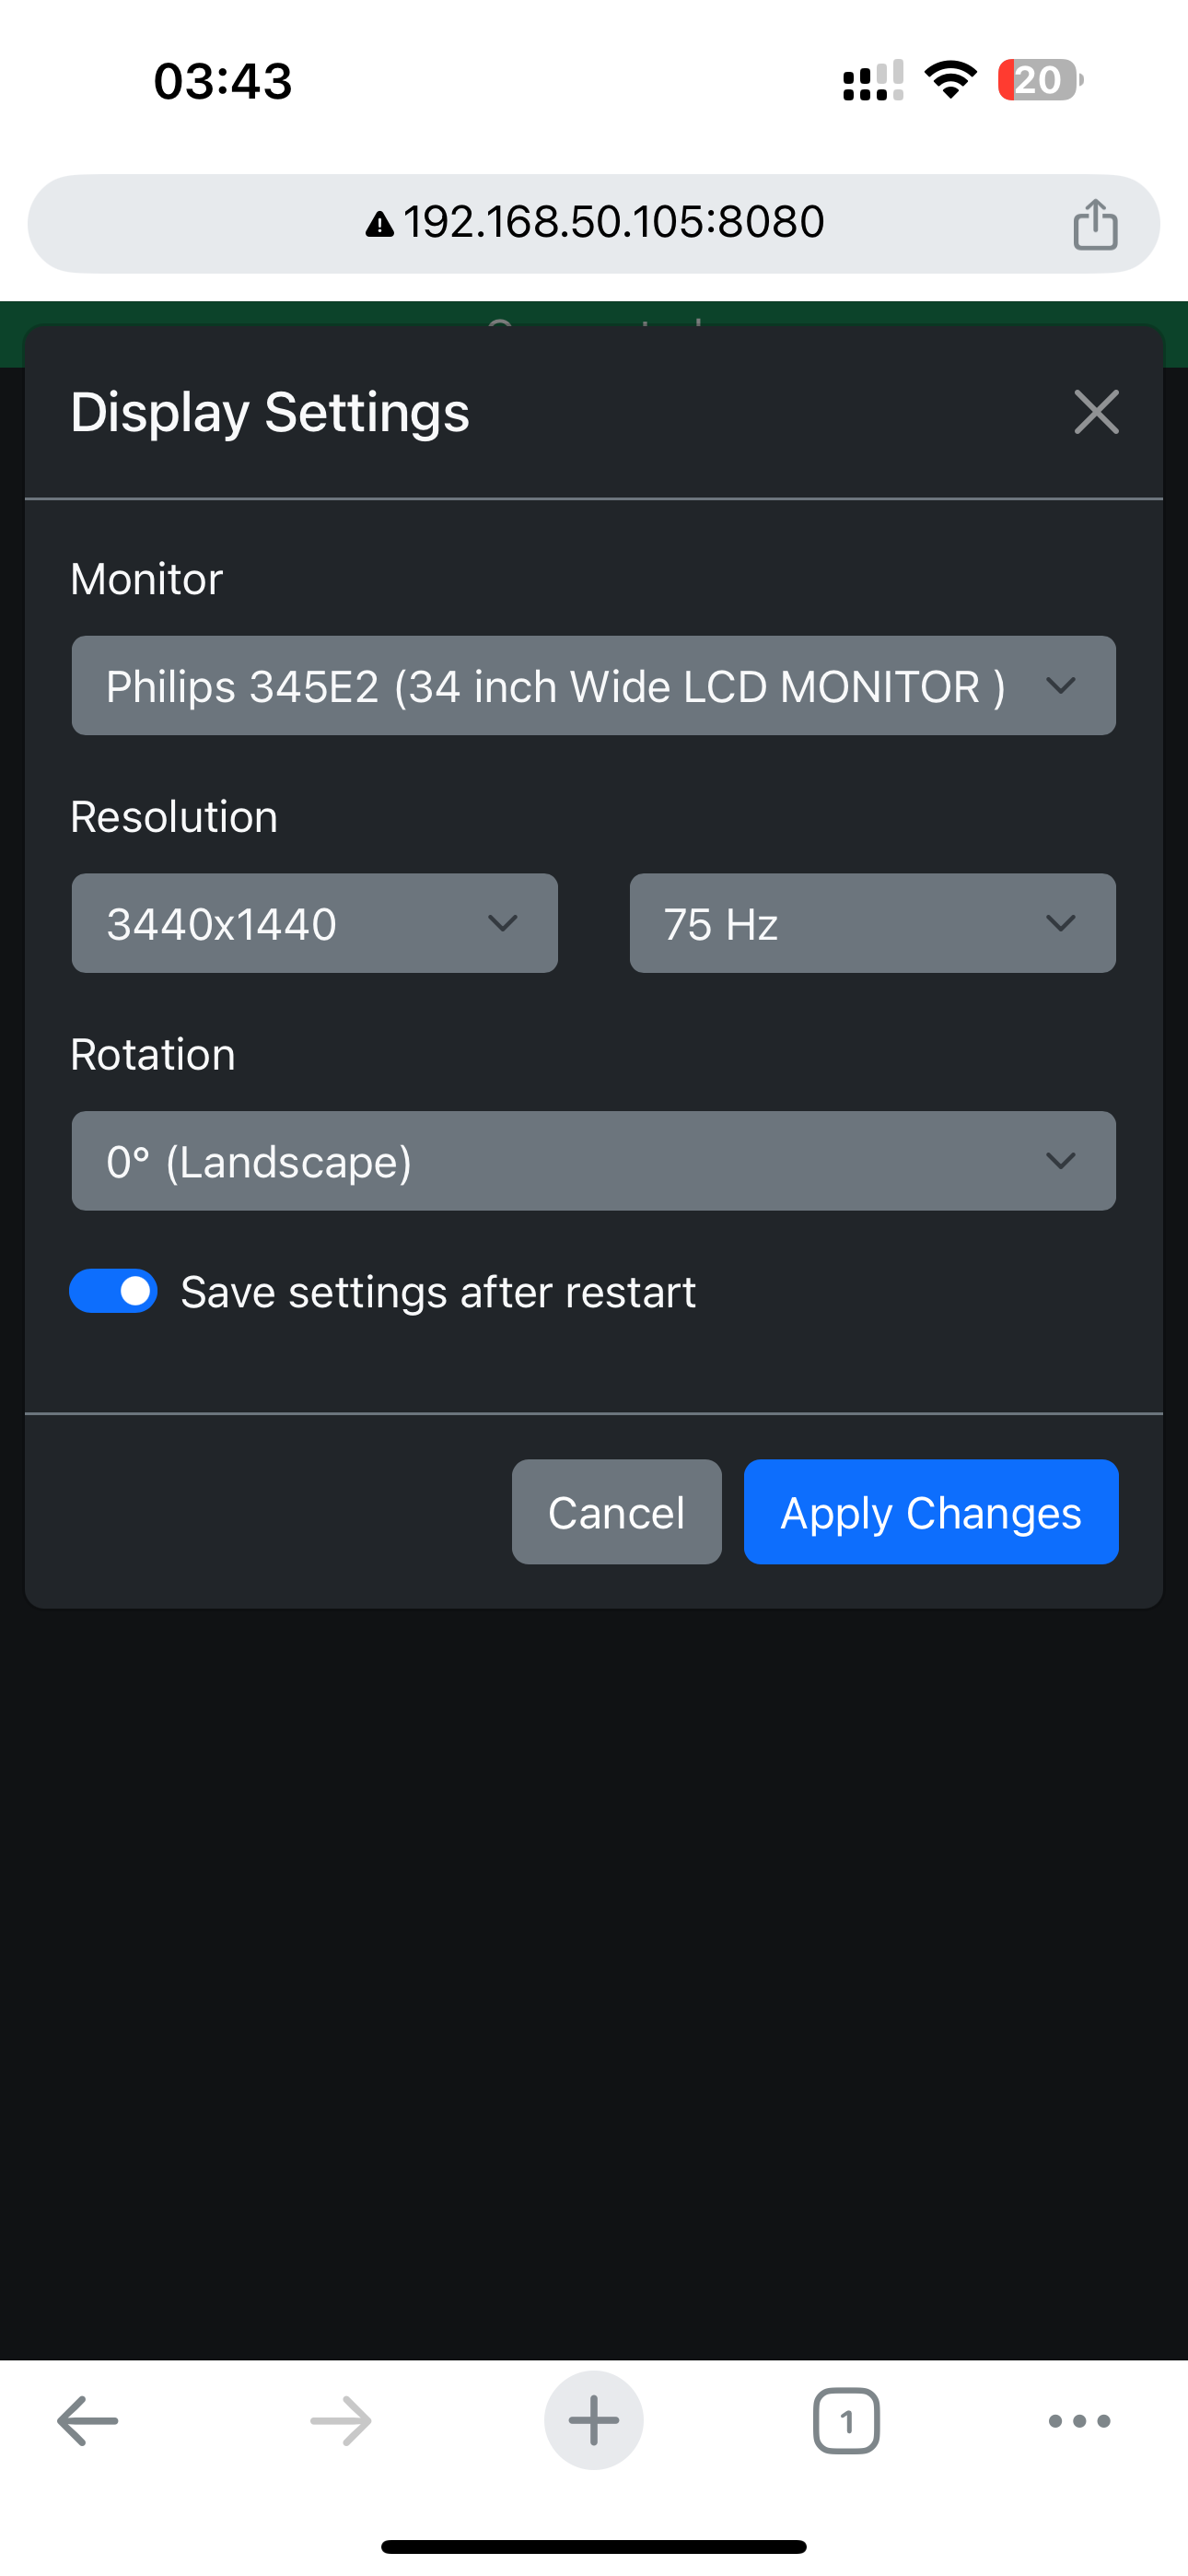 03:43
20
192.168.50.105:8080
Display Settings
Monitor
Philips 345E2 (34 inch Wide LCD MONITOR )
Resolution
3440x1440
75 Hz
Rotation
0° (Landscape)
Save settings after restart
Cancel
Apply Changes
1